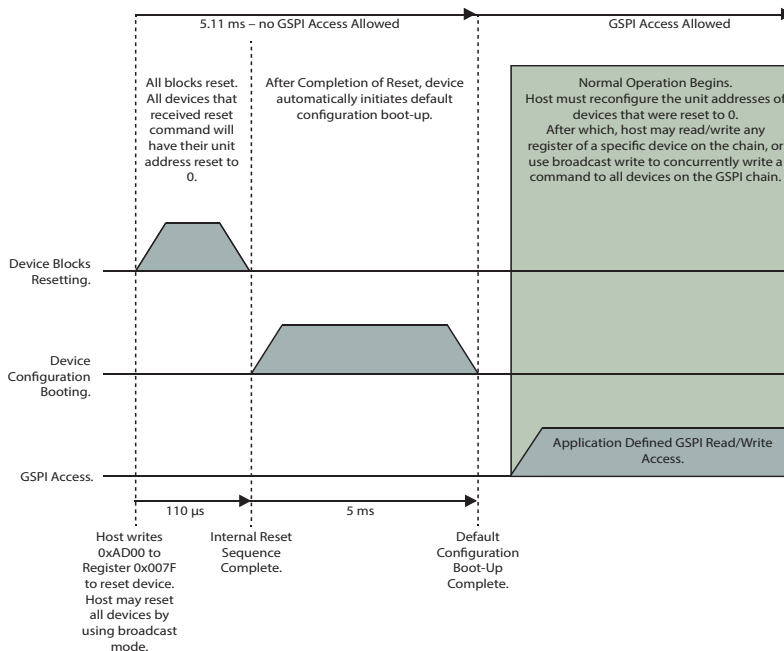 5.11 ms – no GSPI Access Allowed
GSPI Access Allowed
All blocks reset.
All devices that
received reset
command will
have their unit
address reset to
0.
After Completion of Reset, device
automatically initiates default
configuration boot-up.
Normal Operation Begins.
Host must reconfigure the unit addresses of
devices that were reset to 0.
After which, host may read/write any
register of a specific device on the chain, or
use broadcast write to concurrently write a
command to all devices on the GSPI chain.
Device Blocks
Resetting.
Device
Configuration
Booting.
Application Defined GSPI Read/Write
Access.
GSPI Access.
110 µs
5 ms
Host writes
0xAD00 to
Register 0x007F
to reset device.
Host may reset
all devices by
using broadcast
mode.
Internal Reset
Sequence
Complete.
Default
Configuration
Boot-Up
Complete.